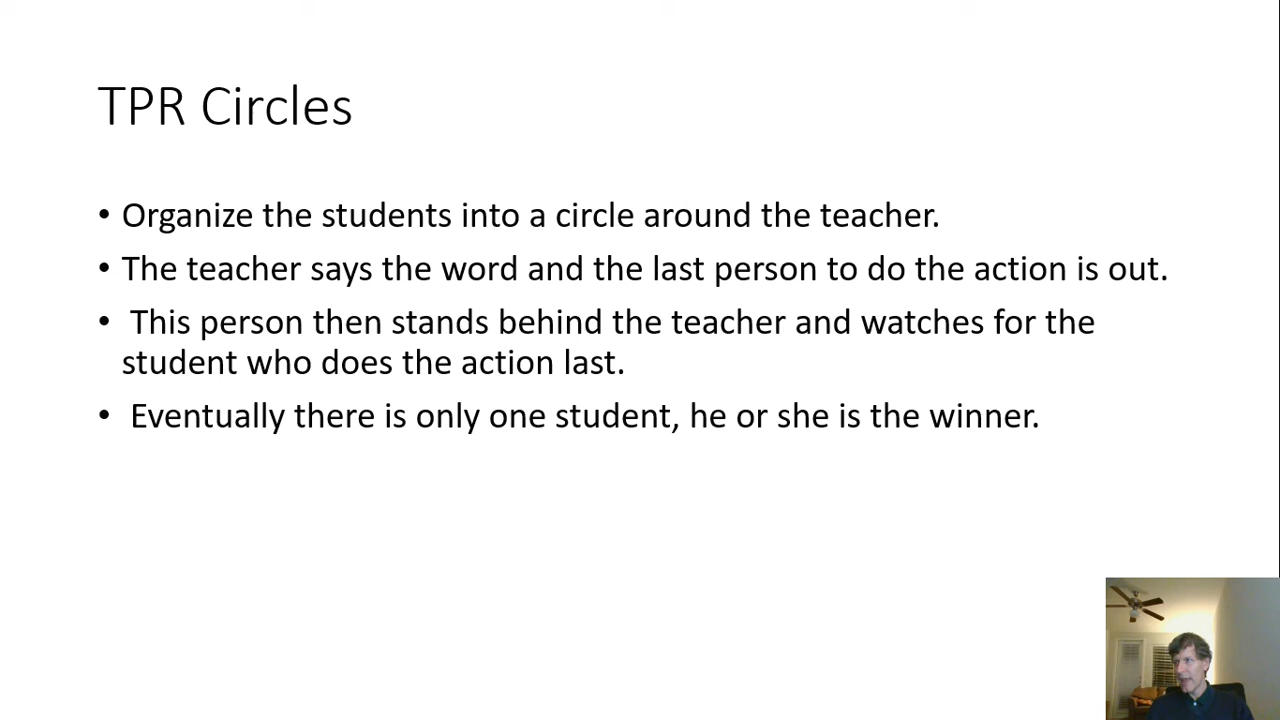 TPR Circles
• Organize the students into a circle around the teacher.
• The teacher says the word and the last person to do the action is out.
• This person then stands behind the teacher and watches for the
student who does the action last.
• Eventually there is only one student, he or she is the winner.